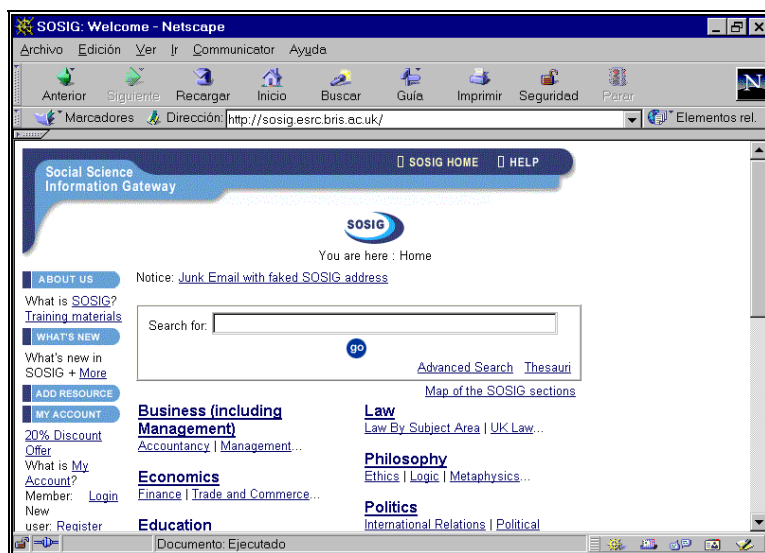 SOSIG: Welcome - Netscape
Archivo Edición Ver Ir Communicator Ayuda
Anterior Siguiente Recargar Inicio Buscar Guía Imprimir Seguridad Parar
N
Marcadores Dirección: http://sosig.esrc.bris.ac.uk/ Elementos rel.
SOSIG HOME HELP
Social Science
Information Gateway
SOSIG
You are here : Home
ABOUT US
Notice: Junk Email with faked SOSIG address
What is SOSIG?
Training materials
Search for:
WHAT'S NEW
go
What's new in
SOSIG + More
Advanced Search Thesauri
Map of the SOSIG sections
ADD RESOURCE
MY ACCOUNT
20% Discount
Offer
What is My
Account?
Member: Login
New
user: Register
Business (including
Management)
Accountancy | Management...
Economics
Finance | Trade and Commerce...
Education
Law
Law By Subject Area | UK Law...
Philosophy
Ethics | Logic | Metaphysics...
Politics
International Relations | Political
Documento: Ejecutado